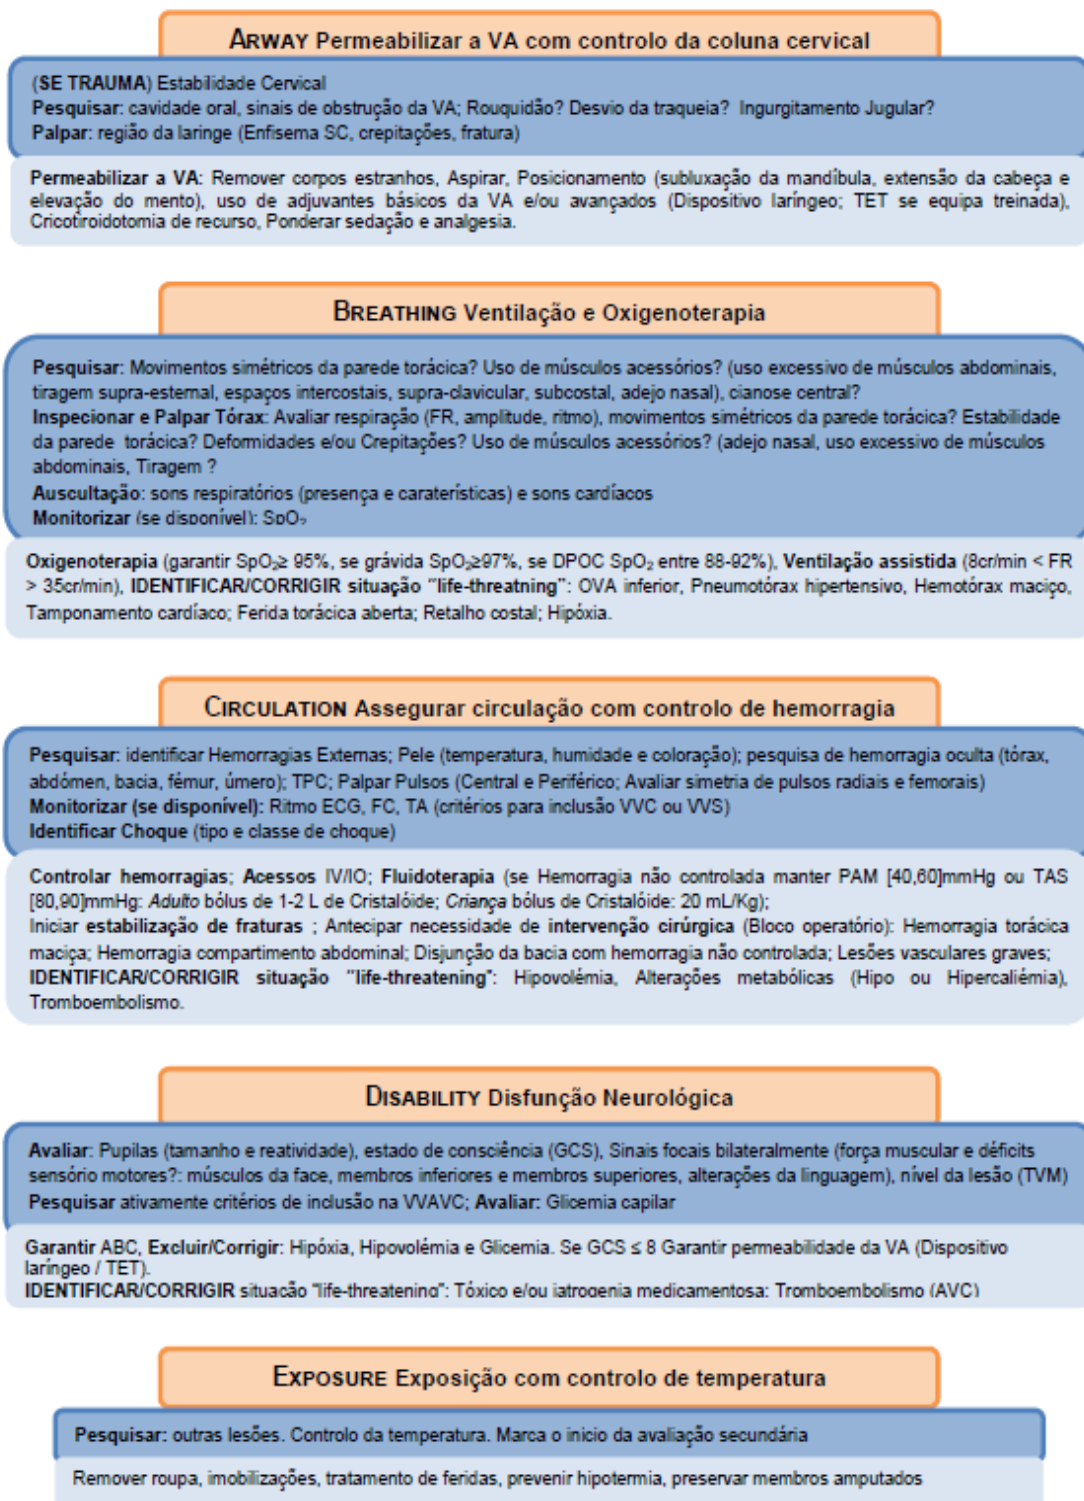 ARWAY Permeabilizar a VA com controlo da coluna cervical
(SE TRAUMA) Estabilidade Cervical
Pesquisar: cavidade oral, sinais de obstrução da VA; Rouquidão? Desvio da traqueia? Ingurgitamento Jugular?
Palpar: região da laringe (Enfisema SC, crepitações, fratura)
Permeabilizar a VA: Remover corpos estranhos, Aspirar, Posicionamento (subluxação da mandíbula, extensão da cabeça e
elevação do mento), uso de adjuvantes básicos da VA e/ou avançados (Dispositivo laríngeo; TET se equipa treinada),
Cricotiroidotomia de recurso, Ponderar sedação e analgesia.
BREATHING Ventilação e Oxigenoterapia
Pesquisar: Movimentos simétricos da parede torácica? Uso de músculos acessórios? (uso excessivo de músculos abdominais,
tiragem supra-esternal, espaços intercostais, supra-clavicular, subcostal, adejo nasal), cianose central?
Inspecionar e Palpar Tórax: Avaliar respiração (FR, amplitude, ritmo), movimentos simétricos da parede torácica? Estabilidade
da parede torácica? Deformidades e/ou Crepitações? Uso de músculos acessórios? (adejo nasal, uso excessivo de músculos
abdominais, Tiragem ?
Auscultação: sons respiratórios (presença e caraterísticas) e sons cardíacos
Monitorizar (se disponível): SpO₂
Oxigenoterapia (garantir SpO₂≥ 95%, se grávida SpO₂≥97%, se DPOC SpO₂ entre 88-92%), Ventilação assistida (8cr/min < FR
> 35cr/min), IDENTIFICAR/CORRIGIR situação "life-threatning": OVA inferior, Pneumotórax hipertensivo, Hemotórax maciço,
Tamponamento cardíaco; Ferida torácica aberta; Retalho costal; Hipóxia.
CIRCULATION Assegurar circulação com controlo de hemorragia
Pesquisar: identificar Hemorragias Externas; Pele (temperatura, humidade e coloração); pesquisa de hemorragia oculta (tórax,
abdómen, bacia, fémur, úmero); TPC; Palpar Pulsos (Central e Periférico; Avaliar simetria de pulsos radiais e femorais)
Monitorizar (se disponível): Ritmo ECG, FC, TA (critérios para inclusão VVC ou VVS)
Identificar Choque (tipo e classe de choque)
Controlar hemorragias; Acessos IV/IO; Fluidoterapia (se Hemorragia não controlada manter PAM [40,60]mmHg ou TAS
[80,90]mmHg: Adulto bólus de 1-2 L de Cristalóide; Criança bólus de Cristalóide: 20 mL/Kg);
Iniciar estabilização de fraturas ; Antecipar necessidade de intervenção cirúrgica (Bloco operatório): Hemorragia torácica
maciça; Hemorragia compartimento abdominal; Disjunção da bacia com hemorragia não controlada; Lesões vasculares graves;
IDENTIFICAR/CORRIGIR situação "life-threatening": Hipovolémia, Alterações metabólicas (Hipo ou Hipercaliémia),
Tromboembolismo.
DISABILITY Disfunção Neurológica
Avaliar: Pupilas (tamanho e reatividade), estado de consciência (GCS), Sinais focais bilateralmente (força muscular e déficits
sensório motores?: músculos da face, membros inferiores e membros superiores, alterações da linguagem), nível da lesão (TVM)
Pesquisar ativamente critérios de inclusão na VVAVC; Avaliar: Glicemia capilar
Garantir ABC, Excluir/Corrigir: Hipóxia, Hipovolémia e Glicemia. Se GCS ≤ 8 Garantir permeabilidade da VA (Dispositivo
laríngeo / TET).
IDENTIFICAR/CORRIGIR situação "life-threatening": Tóxico e/ou iatrogenia medicamentosa; Tromboembolismo (AVC)
EXPOSURE Exposição com controlo de temperatura
Pesquisar: outras lesões. Controlo da temperatura. Marca o inicio da avaliação secundária
Remover roupa, imobilizações, tratamento de feridas, prevenir hipotermia, preservar membros amputados